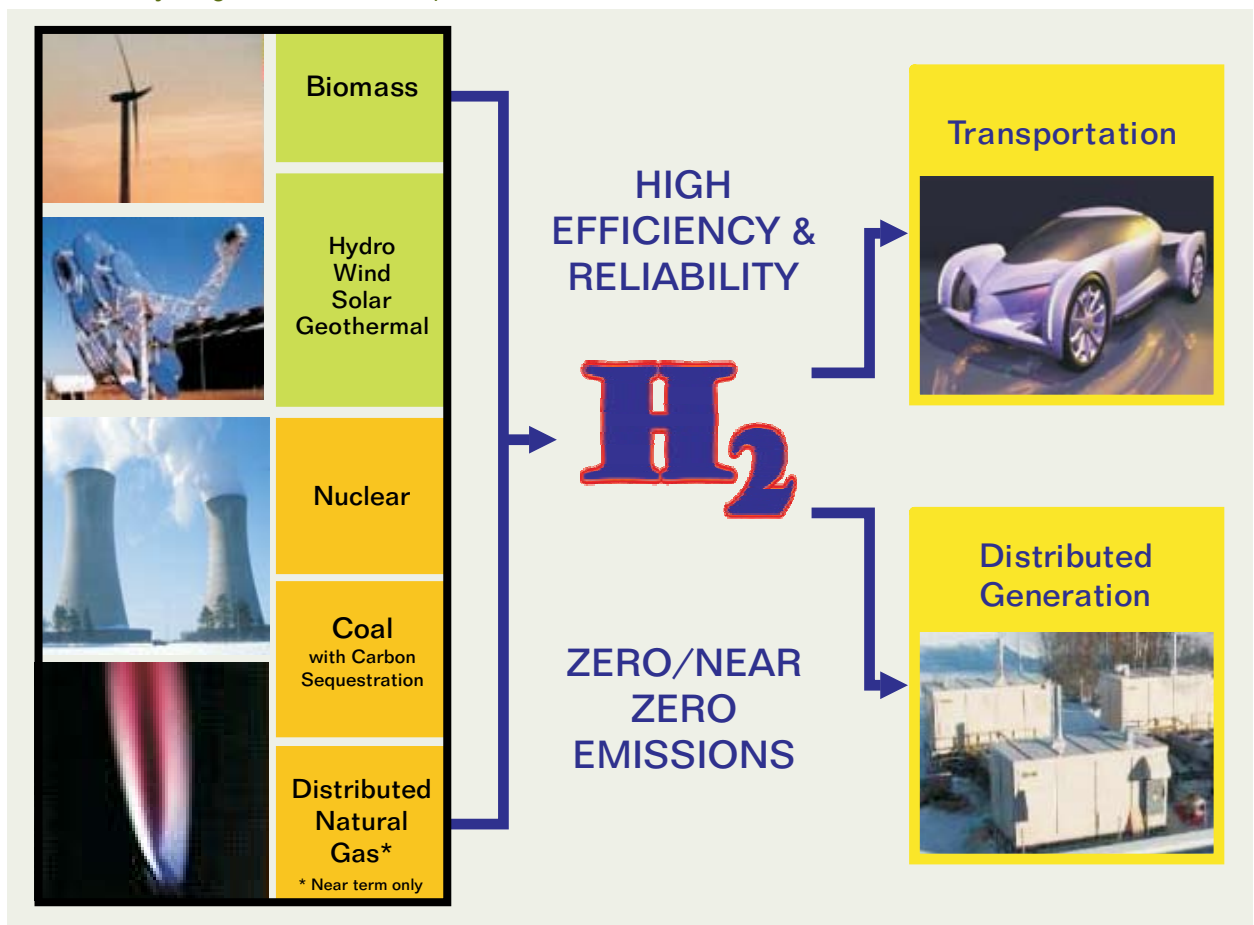 Biomass
Hydro
Wind
Solar
Geothermal
Nuclear
Coal
with Carbon
Sequestration
Distributed
Natural
Gas*
* Near term only
HIGH
EFFICIENCY &
RELIABILITY
H2
ZERO/NEAR
ZERO
EMISSIONS
Transportation
Distributed
Generation